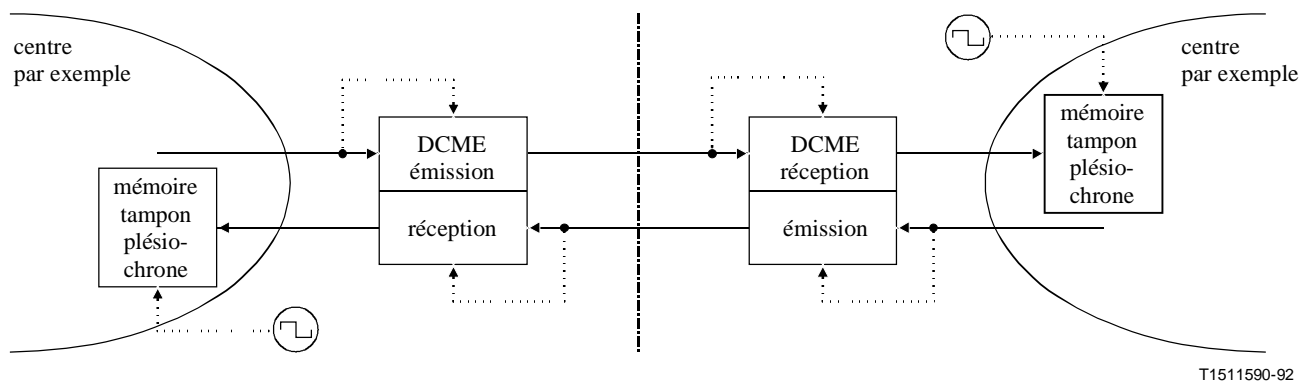 centre
par exemple
centre
par exemple
DCME
émission
DCME
réception
mémoire
tampon
plésio-
chrone
mémoire
tampon
plésio-
chrone
réception
émission
T1511590-92